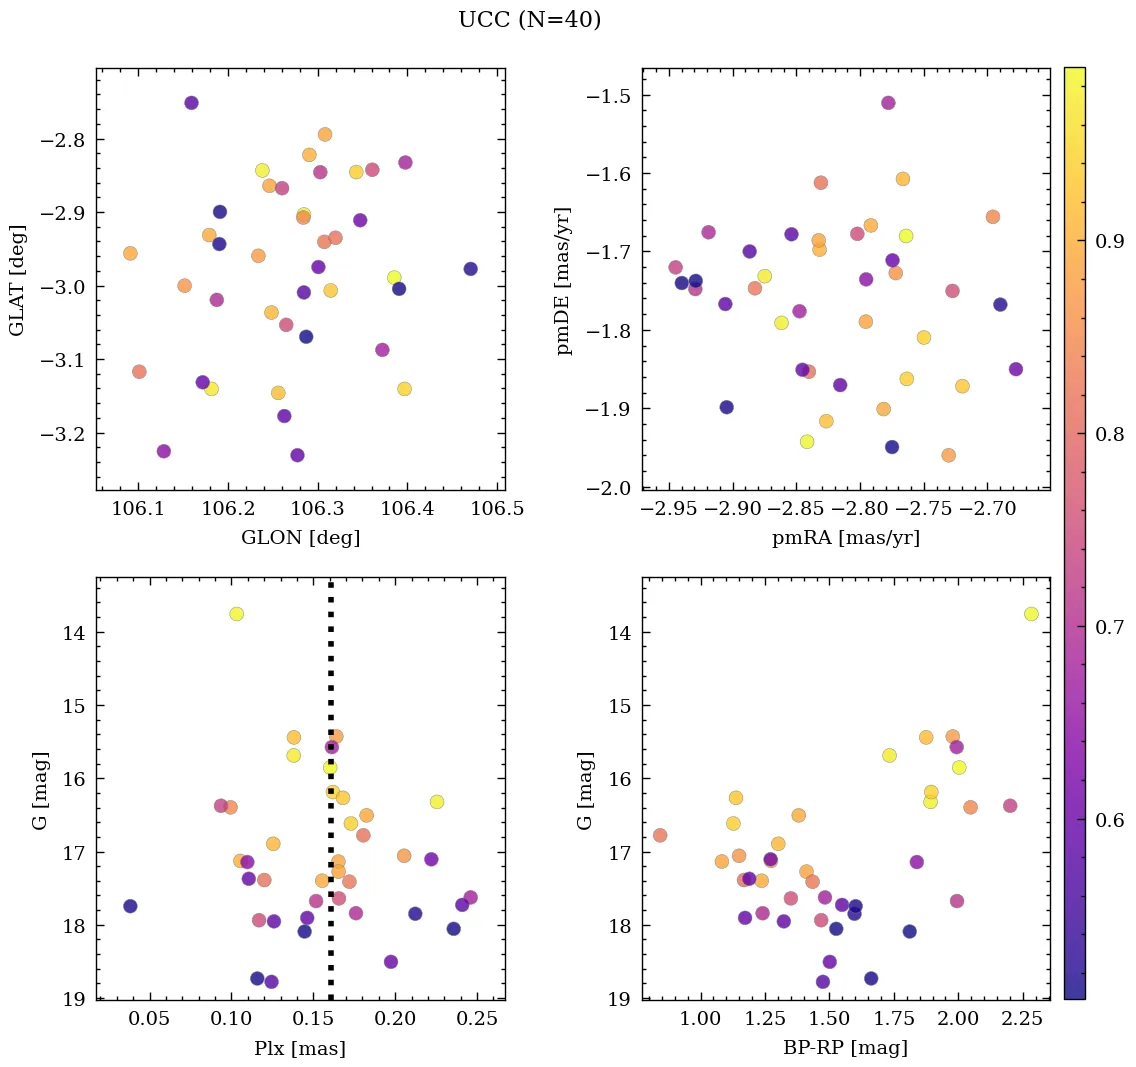 UCC (N=40)
−2.8
−2.9
−3.0
−3.1
−3.2
GLAT [deg]
106.1 106.2 106.3 106.4 106.5
GLON [deg]
−1.5
−1.6
−1.7
−1.8
−1.9
−2.0
pmDE [mas/yr]
−2.95 −2.90 −2.85 −2.80 −2.75 −2.70
pmRA [mas/yr]
0.9
0.8
0.7
0.6
14
15
16
17
18
19
G [mag]
0.05 0.10 0.15 0.20 0.25
Plx [mas]
14
15
16
17
18
19
G [mag]
1.00 1.25 1.50 1.75 2.00 2.25
BP-RP [mag]